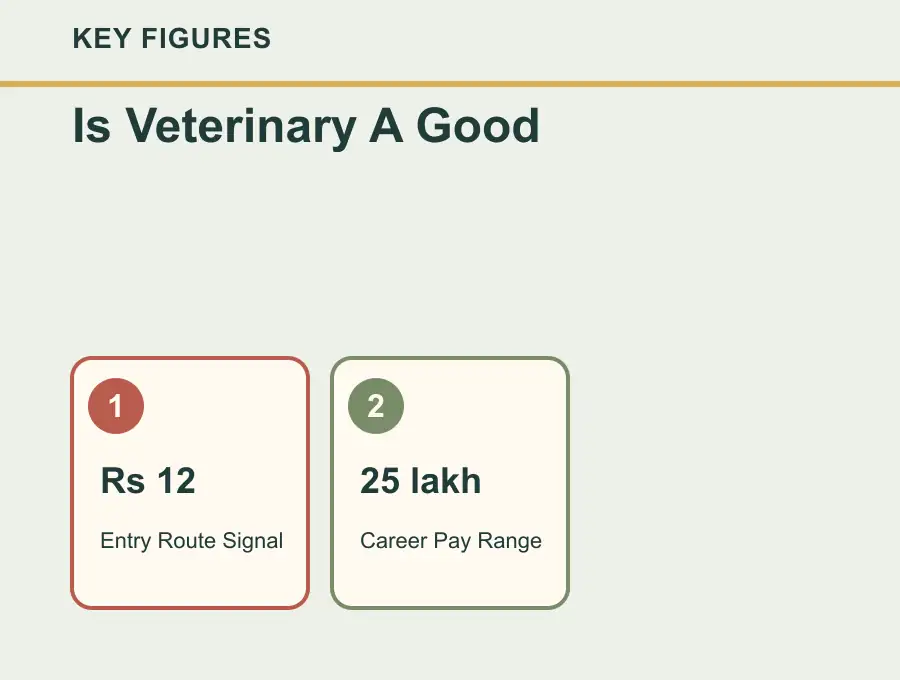 KEY FIGURES
Is Veterinary A Good
1
Rs 12
Entry Route Signal
2
25 lakh
Career Pay Range